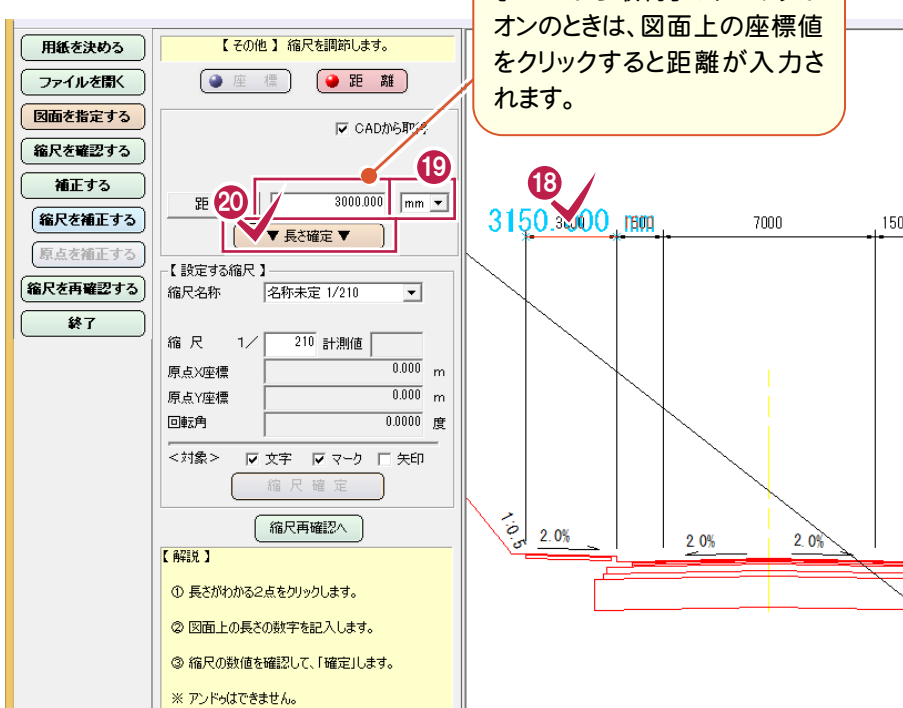 オンのときは、図面上の座標値
をクリックすると距離が入力さ
れます。
用紙を決める
ファイルを開く
図面を指定する
縮尺を確認する
補正する
縮尺を補正する
原点を補正する
縮尺を再確認する
終了
【その他】 縮尺を調節します。
座 標
距 離
CADから取得
距
3000.000
mm
19
20
▼ 長さ確定 ▼
【設定する縮尺】
縮尺名称
名称未定 1/210
縮 尺 1/ 210 計測値
原点X座標 0.000 m
原点Y座標 0.000 m
回転角 0.0000 度
<対象> 文字 マーク 矢印
縮 尺 確 定
縮尺再確認へ
【解説】
① 長さがわかる2点をクリックします。
② 図面上の長さの数字を記入します。
③ 縮尺の数値を確認して、「確定」します。
※ アンドゥはできません。
18
3150.000 mm
7000
150
1:0.5
2.0%
2.0%
2.0%